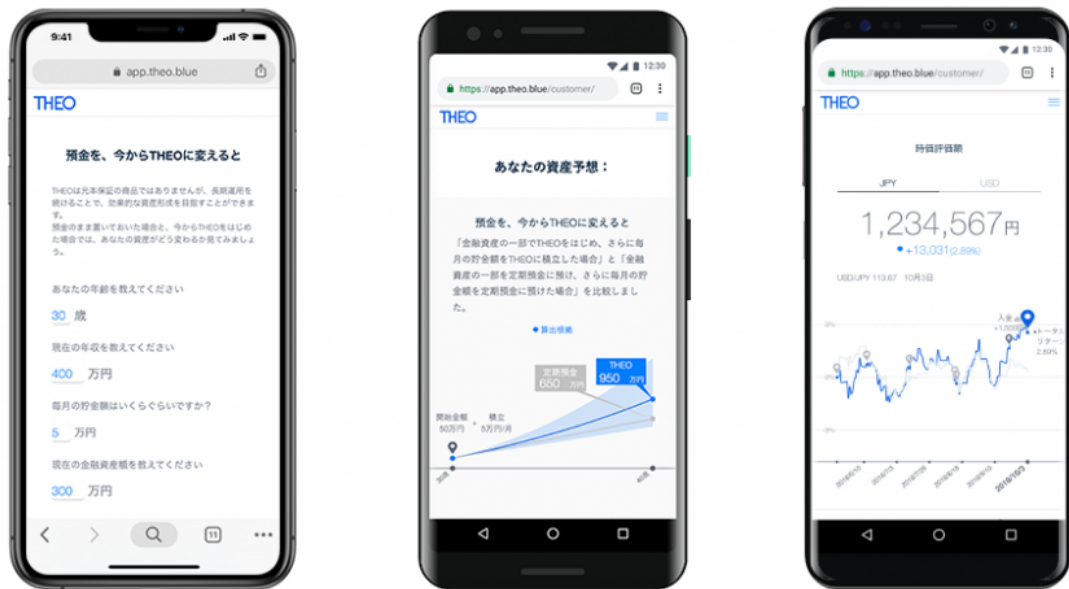 9:41
app.theo.blue
THEO
預金を、今からTHEOに変えると
THEOは元本保証の商品ではありませんが、長期運用を
続けることで、効果的な資産形成を目指すことができま
す。
預金のまま置いておいた場合と、今からTHEOをはじめ
た場合では、あなたの資産がどう変わるか見てみましょ
う。
あなたの年齢を教えてください
30 歳
現在の年収を教えてください
400 万円
毎月の貯金額はいくらぐらいですか？
5 万円
現在の金融資産額を教えてください
300 万円
11
12:30
https://app.theo.blue/customer/
THEO
あなたの資産予想：
預金を、今からTHEOに変えると
「金融資産の一部でTHEOをはじめ、さらに毎
月の貯金額をTHEOに積立した場合」と「金融
資産の一部を定期預金に預け、さらに毎月の貯
金額を定期預金に預けた場合」を比較しまし
た。
算出根拠
THEO
950 万円
定期預金
650 万円
開始金額
50万円
+
積立
5万円/月
30歳
40歳
12:30
https://app.theo.blue/customer/
THEO
時価評価額
JPY USD
1,234,567円
+13,031(2.89%)
USD/JPY 113.67 10月3日
入金
トータル
リターン
2.89%
2018/10/3